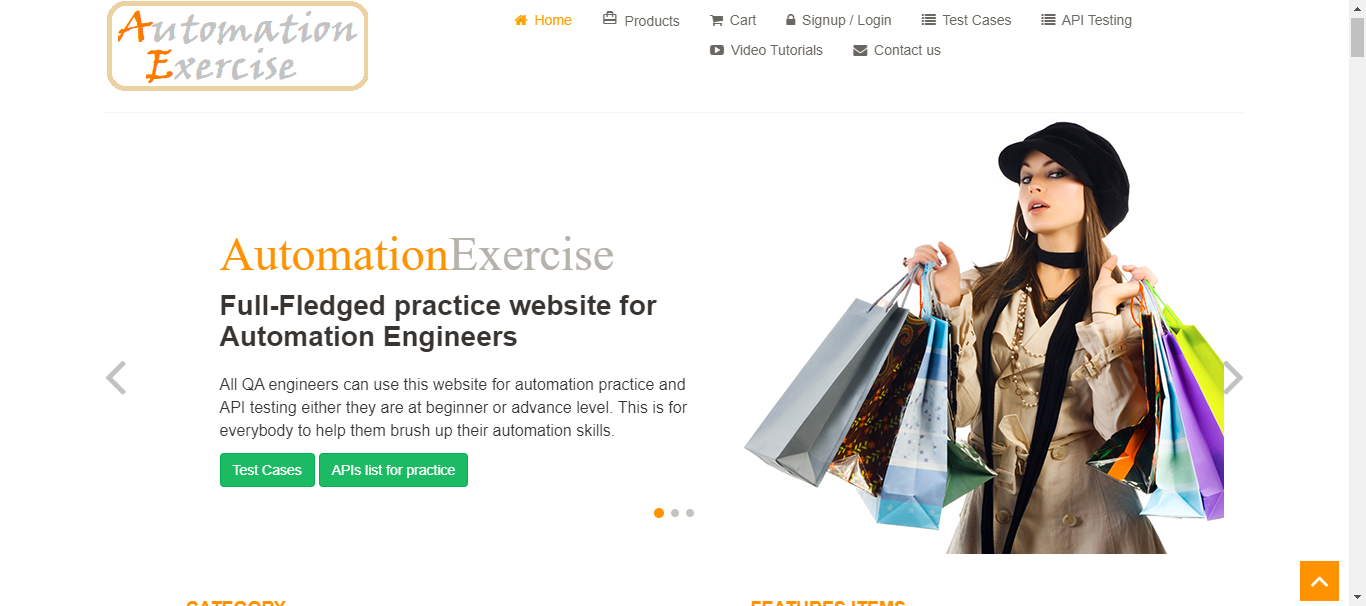 Automation
Exercise
Home
Products
Cart
Signup / Login
Test Cases
API Testing
Video Tutorials
Contact us
AutomationExercise
Full-Fledged practice website for
Automation Engineers
All QA engineers can use this website for automation practice and
API testing either they are at beginner or advance level. This is for
everybody to help them brush up their automation skills.
Test Cases
APIs list for practice
CATEGORY
FEATURES ITEMS